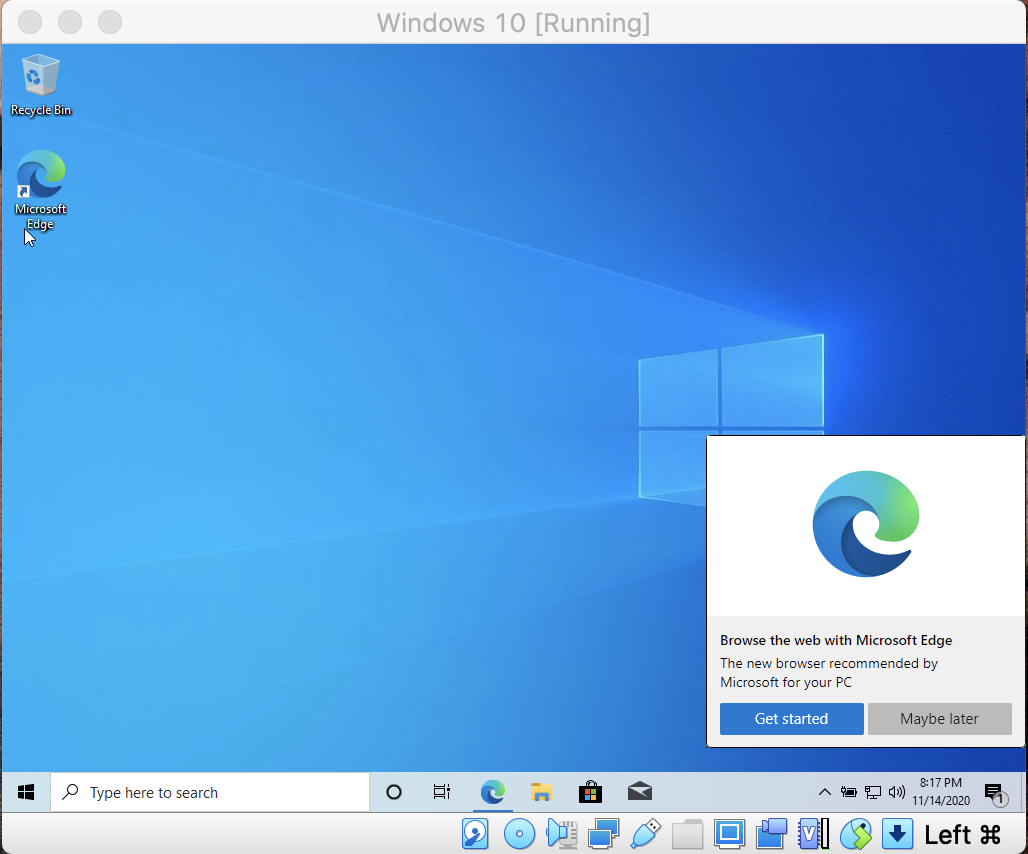 Windows 10 [Running]
Recycle Bin
Microsoft
Edge
Browse the web with Microsoft Edge
The new browser recommended by
Microsoft for your PC
Get started
Maybe later
Type here to search
8:17 PM
11/14/2020
1
V
Left ⌘